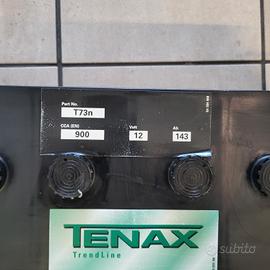 Part No.
T73n
CCA (EN) Volt Ah
900 12 143
TENAX
TrendLine
subito